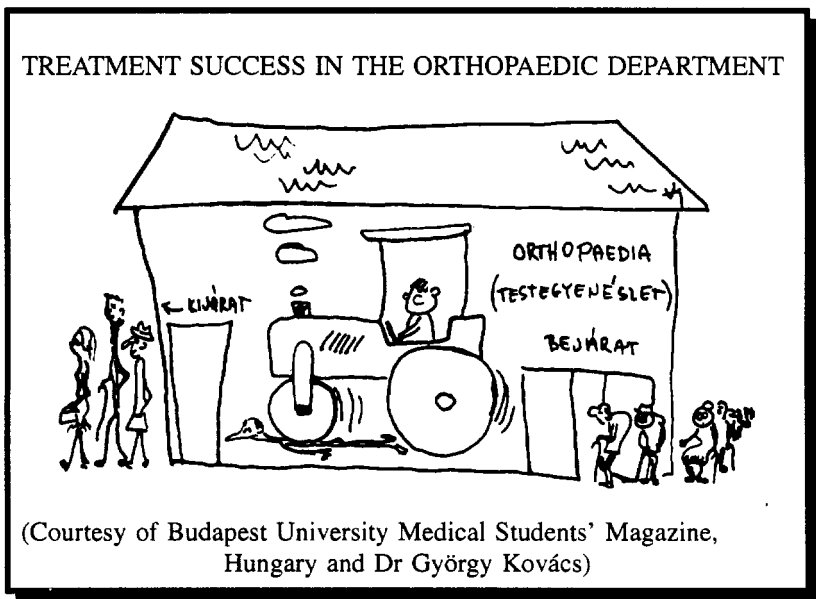 TREATMENT SUCCESS IN THE ORTHOPAEDIC DEPARTMENT
← KIJÁRAT
ORTHOPAEDIA
(TESTEGYENÉSZLET)
BEJÁRAT
(Courtesy of Budapest University Medical Students' Magazine,
Hungary and Dr György Kovács)